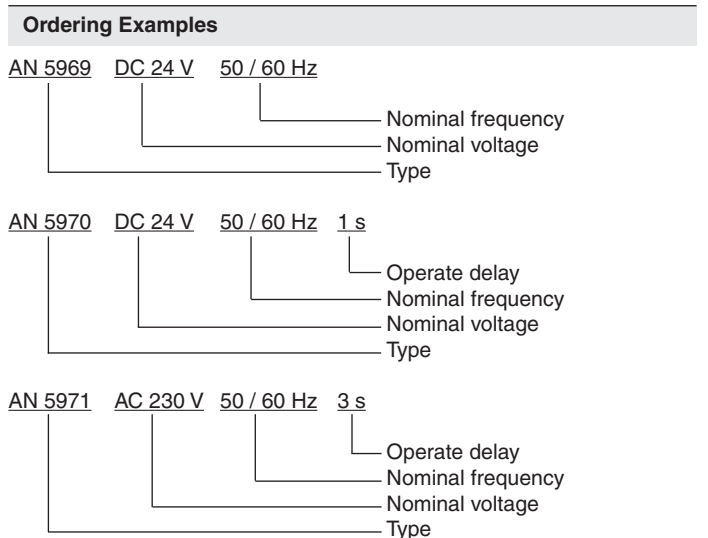 Ordering Examples
AN 5969 DC 24 V 50 / 60 Hz
Nominal frequency
Nominal voltage
Type
AN 5970 DC 24 V 50 / 60 Hz 1 s
Operate delay
Nominal frequency
Nominal voltage
Type
AN 5971 AC 230 V 50 / 60 Hz 3 s
Operate delay
Nominal frequency
Nominal voltage
Type